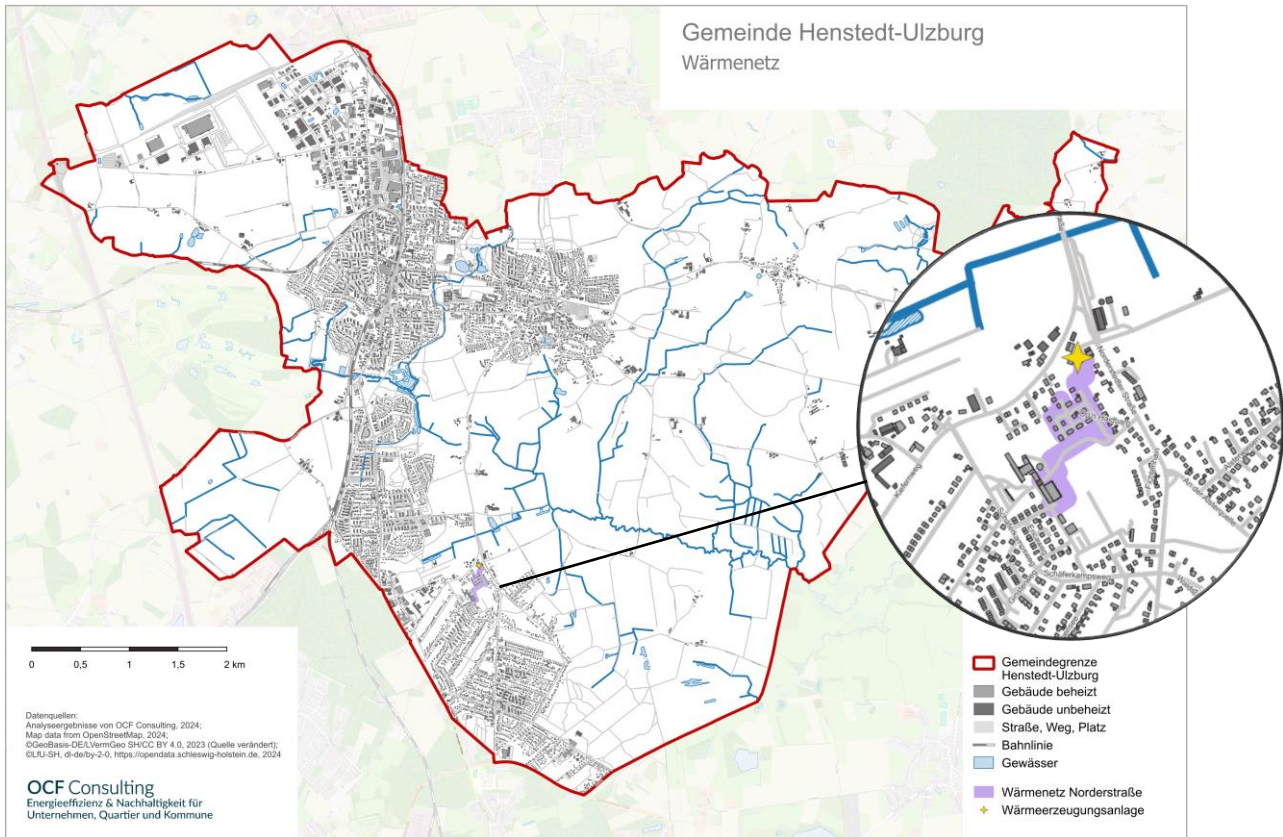 Gemeinde Henstedt-Ulzburg
Wärmenetz
Kiefernweg
Schäferkampsweg
0 0,5 1 1,5 2 km
Datenquellen:
Analyseergebnisse von OCF Consulting, 2024;
Map data from OpenStreetMap, 2024;
©GeoBasis-DE/LVermGeo SH/CC BY 4.0, 2023 (Quelle verändert);
©LfU-SH, dl-de/by-2-0, https://opendata.schleswig-holstein.de, 2024
OCF Consulting
Energieeffizienz & Nachhaltigkeit für
Unternehmen, Quartier und Kommune
Gemeindegrenze
Henstedt-Ulzburg
Gebäude beheizt
Gebäude unbeheizt
Straße, Weg, Platz
Bahnlinie
Gewässer
Wärmenetz Norderstraße
Wärmeerzeugungsanlage